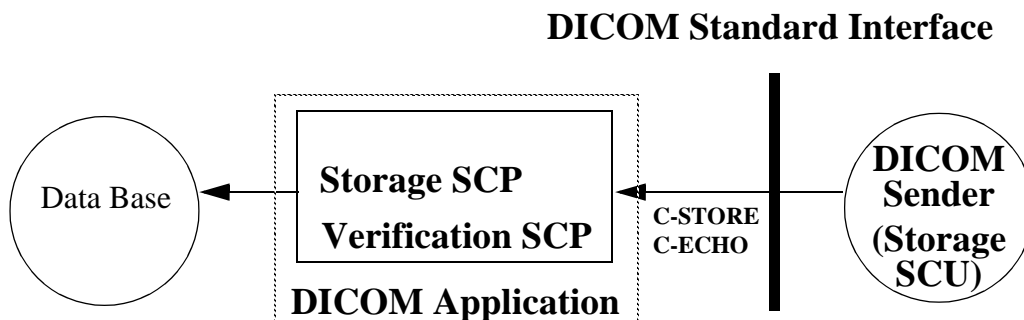 DICOM Standard Interface
Data Base
Storage SCP
Verification SCP
DICOM Application
C-STORE
C-ECHO
DICOM
Sender
(Storage
SCU)